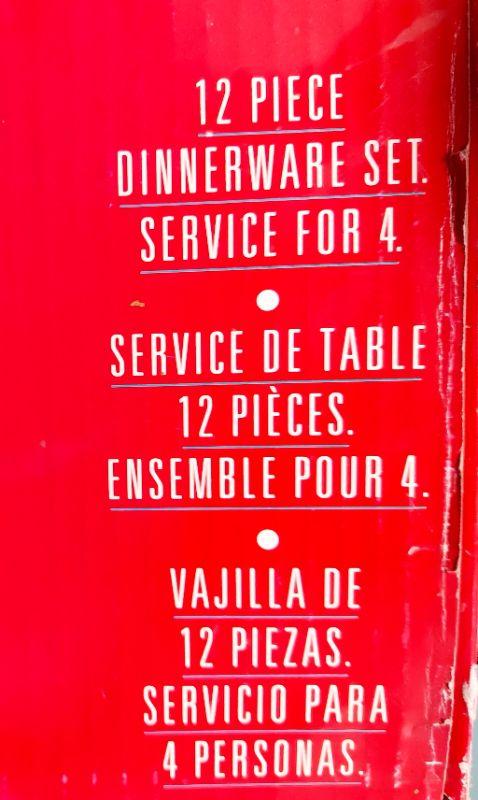 12 PIECE
DINNERWARE SET.
SERVICE FOR 4.
SERVICE DE TABLE
12 PIÈCES.
ENSEMBLE POUR 4.
VAJILLA DE
12 PIEZAS.
SERVICIO PARA
4 PERSONAS.